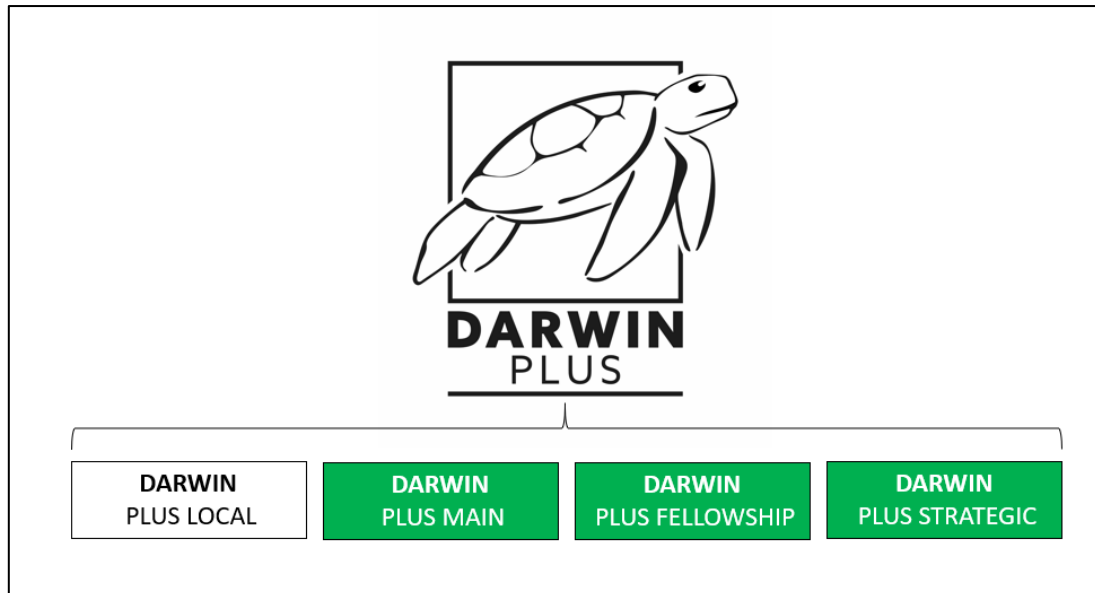 DARWIN
PLUS
DARWIN
PLUS LOCAL
DARWIN
PLUS MAIN
DARWIN
PLUS FELLOWSHIP
DARWIN
PLUS STRATEGIC